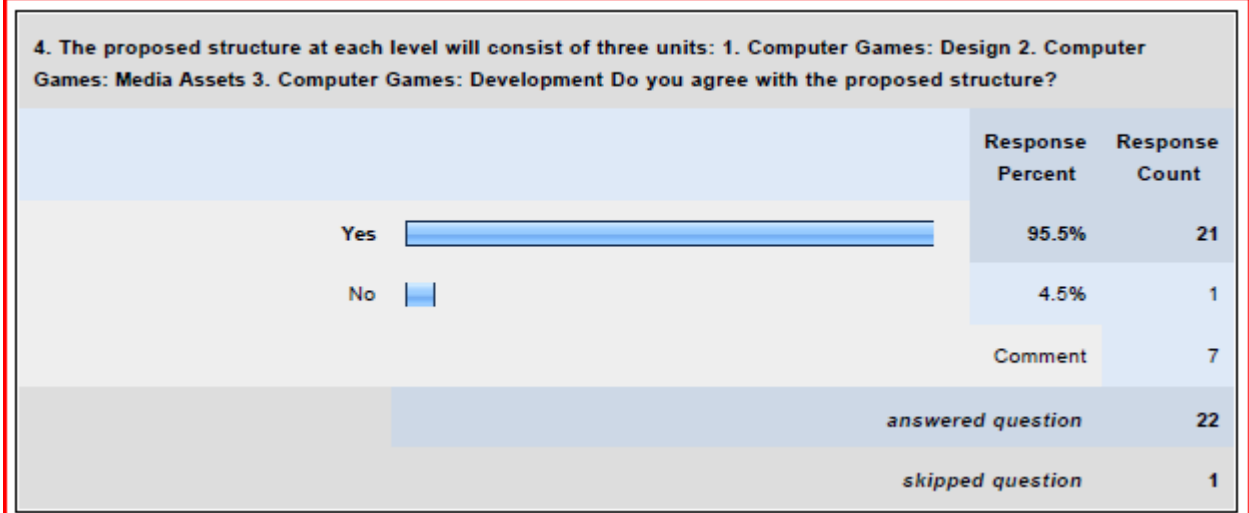 4. The proposed structure at each level will consist of three units: 1. Computer Games: Design 2. Computer
Games: Media Assets 3. Computer Games: Development Do you agree with the proposed structure?
Response Percent Response Count
Yes 95.5% 21
No 4.5% 1
Comment 7
answered question 22
skipped question 1